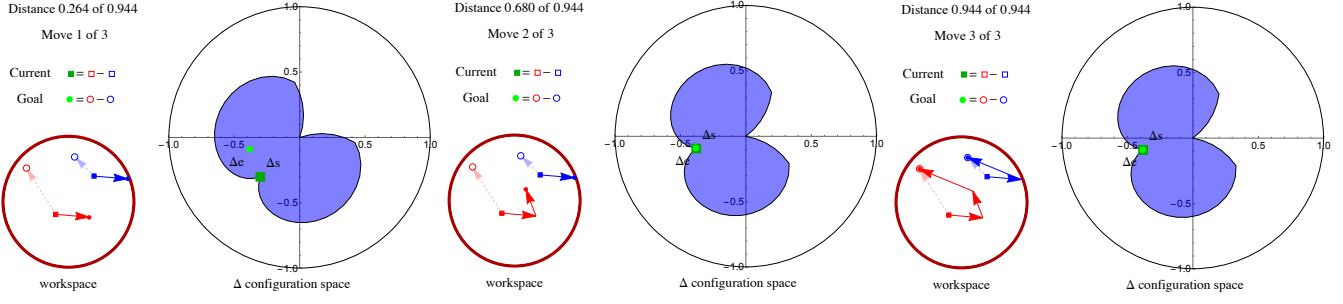 Distance 0.264 of 0.944
Move 1 of 3
Current = −
Goal = −
workspace
1.0
0.5
−1.0
−0.5
0.5
1.0
Δe
Δs
−0.5
−1.0
Δ configuration space
Distance 0.680 of 0.944
Move 2 of 3
Current = −
Goal = −
workspace
1.0
0.5
−1.0
−0.5
0.5
1.0
Δs
Δe
−0.5
−1.0
Δ configuration space
Distance 0.944 of 0.944
Move 3 of 3
Current = −
Goal = −
workspace
1.0
0.5
−1.0
−0.5
0.5
1.0
Δs
Δe
−0.5
−1.0
Δ configuration space